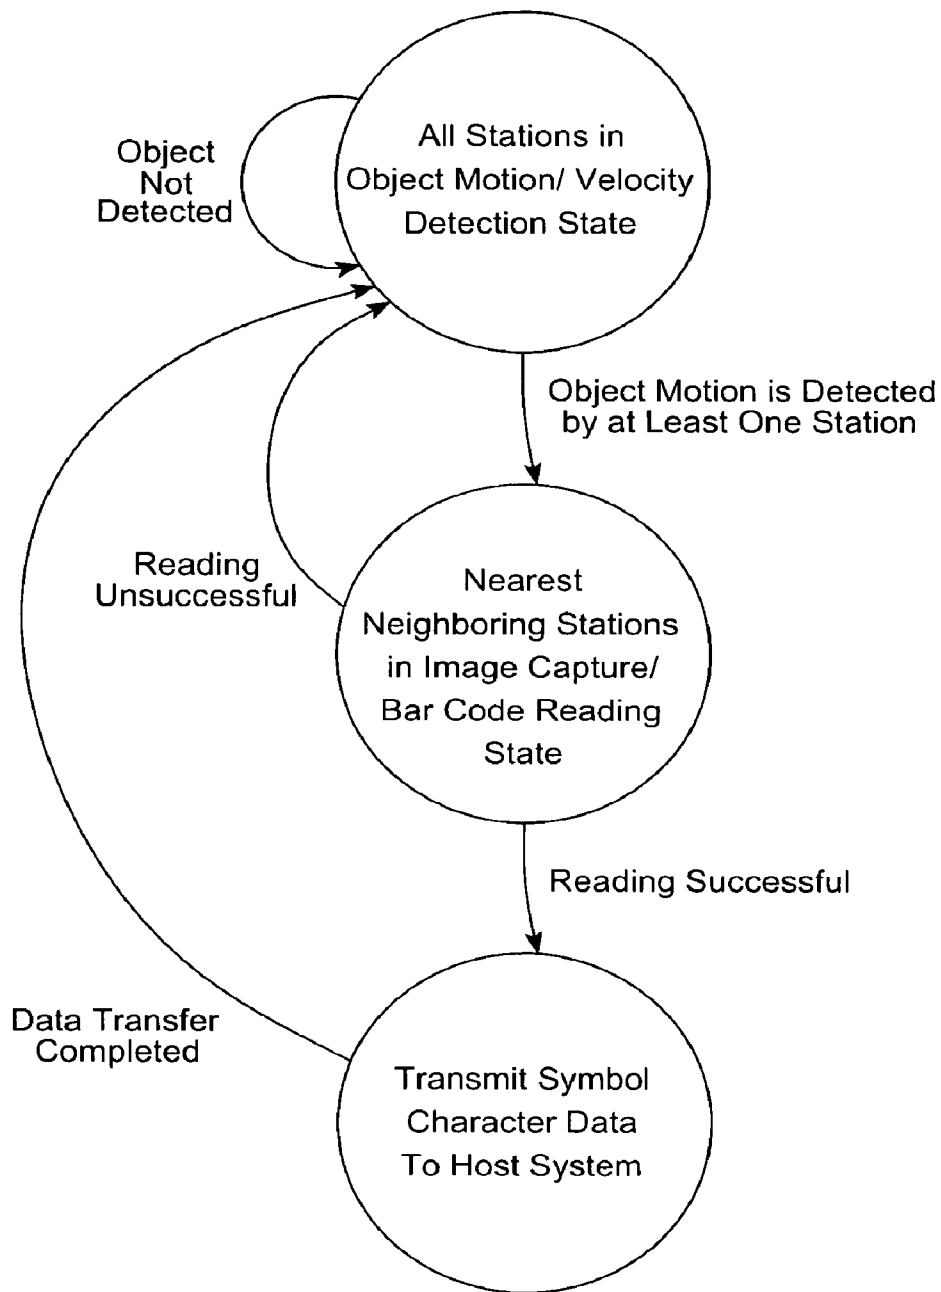 Object
Not
Detected
All Stations in
Object Motion/ Velocity
Detection State
Object Motion is Detected
by at Least One Station
Reading
Unsuccessful
Nearest
Neighboring Stations
in Image Capture/
Bar Code Reading
State
Reading Successful
Data Transfer
Completed
Transmit Symbol
Character Data
To Host System